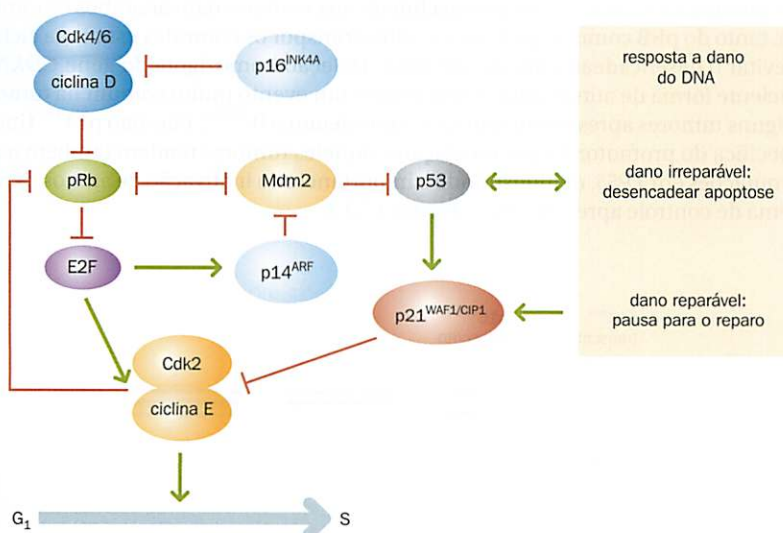 Cdk4/6
ciclina D
p16INK4A
resposta a dano
do DNA
pRb
Mdm2
p53
dano irreparável:
desencadear apoptose
E2F
p14ARF
p21WAF1/CIP1
dano reparável:
pausa para o reparo
Cdk2
ciclina E
G1
S